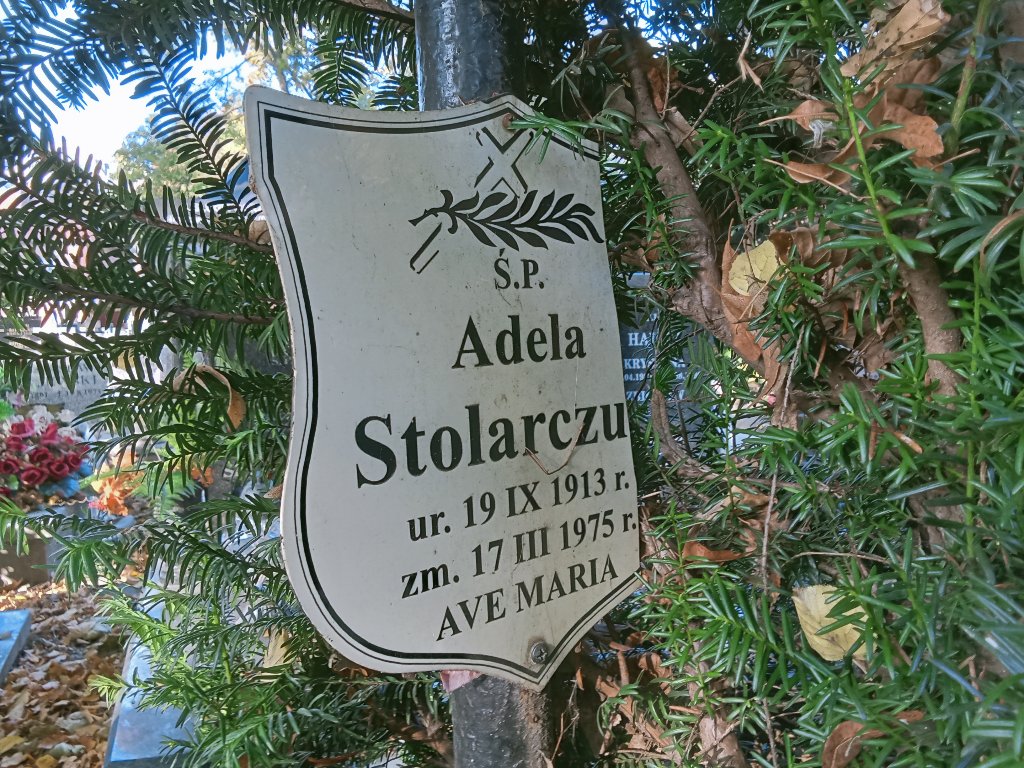 Ś.P.
Adela
Stolarczu
ur. 19 IX 1913 r.
zm. 17 III 1975 r.
AVE MARIA